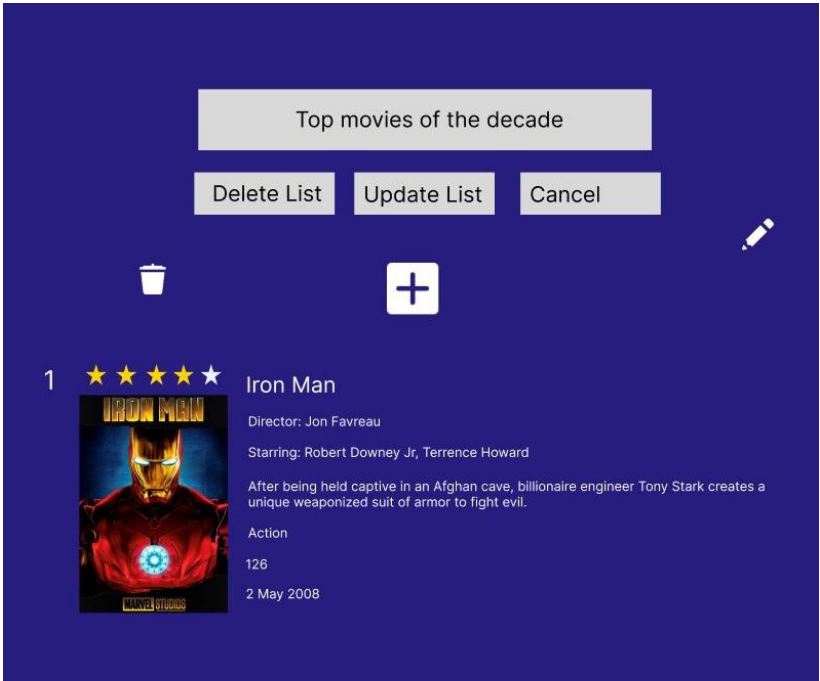 Top movies of the decade
Delete List
Update List
Cancel
1
IRON MAN
Iron Man
Director: Jon Favreau
Starring: Robert Downey Jr, Terrence Howard
After being held captive in an Afghan cave, billionaire engineer Tony Stark creates a
unique weaponized suit of armor to fight evil.
Action
126
2 May 2008
MARVEL STUDIOS